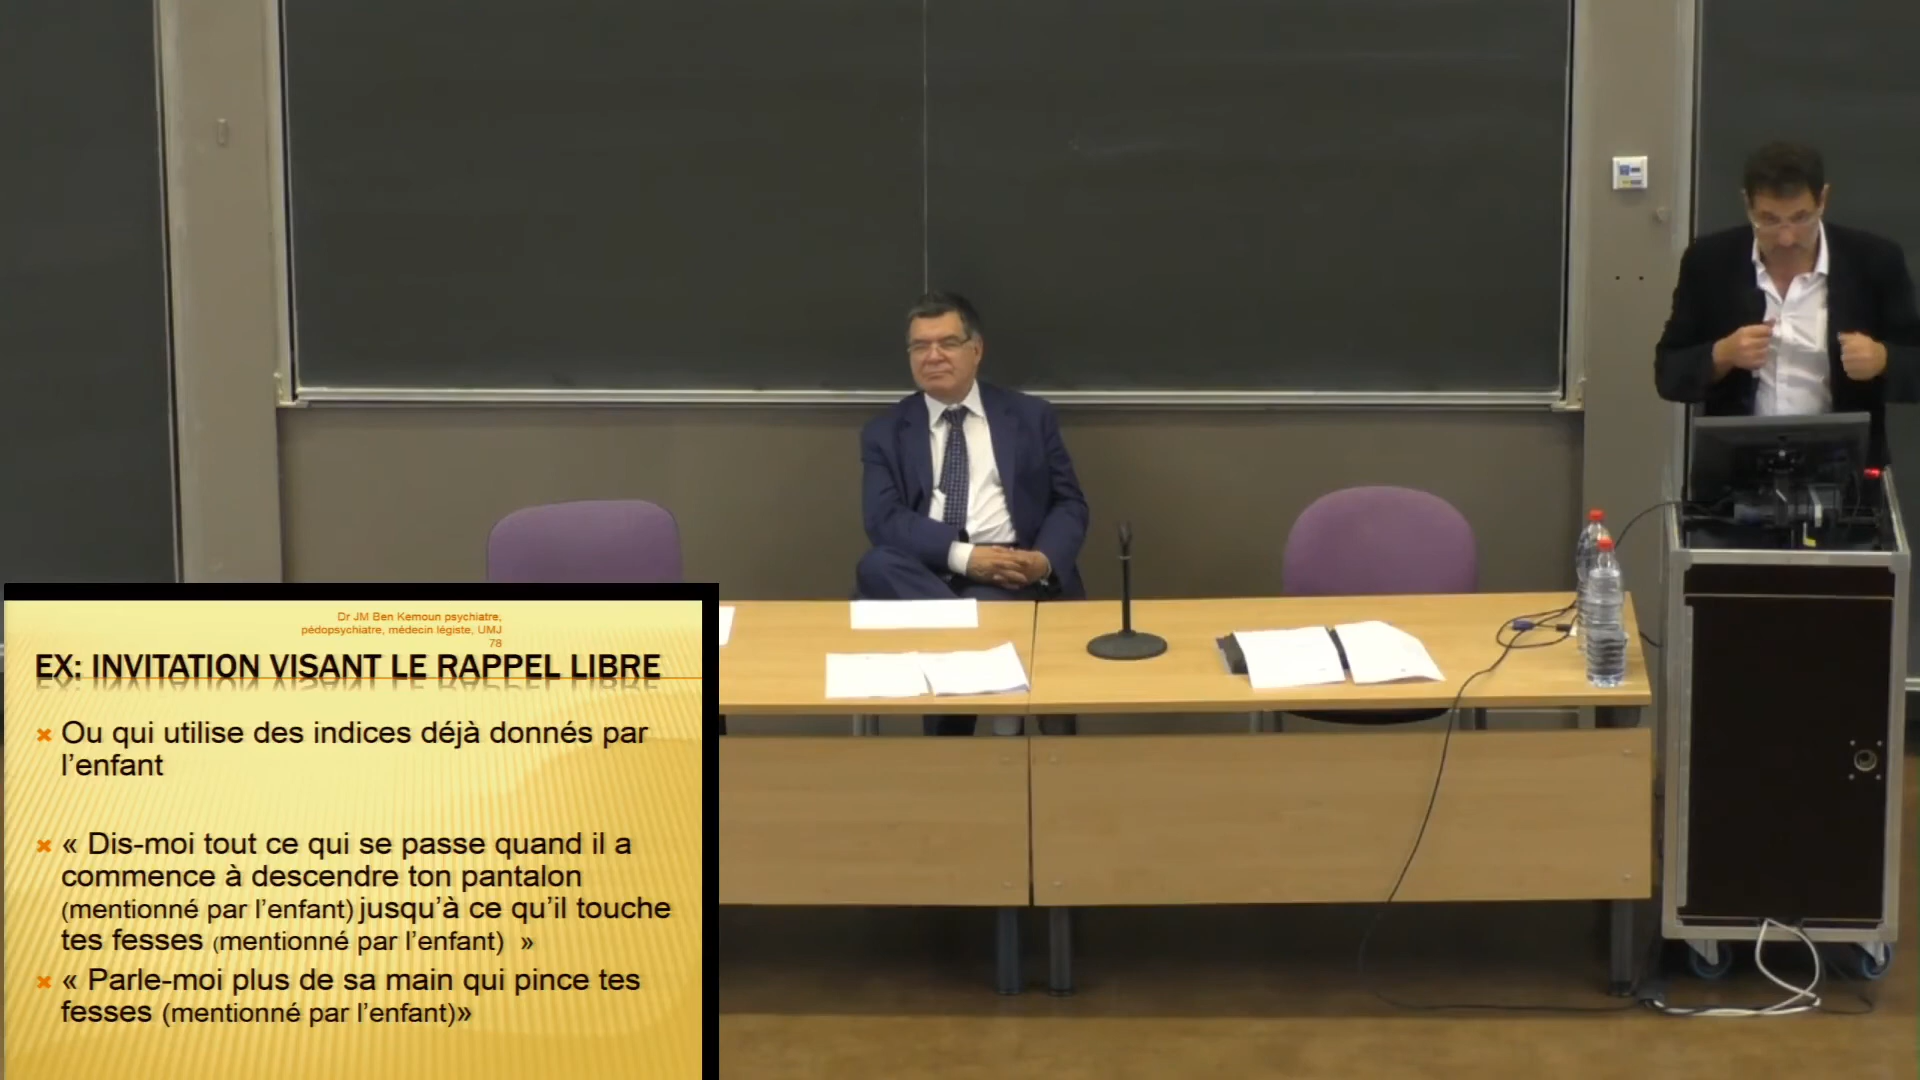 Dr JM Ben Kemoun psychiatre,
pédopsychiatre, médecin légiste, UMJ
78
EX: INVITATION VISANT LE RAPPEL LIBRE
Ou qui utilise des indices déjà donnés par
l’enfant
« Dis-moi tout ce qui se passe quand il a
commence à descendre ton pantalon
(mentionné par l’enfant) jusqu’à ce qu’il touche
tes fesses (mentionné par l’enfant) »
« Parle-moi plus de sa main qui pince tes
fesses (mentionné par l’enfant)»